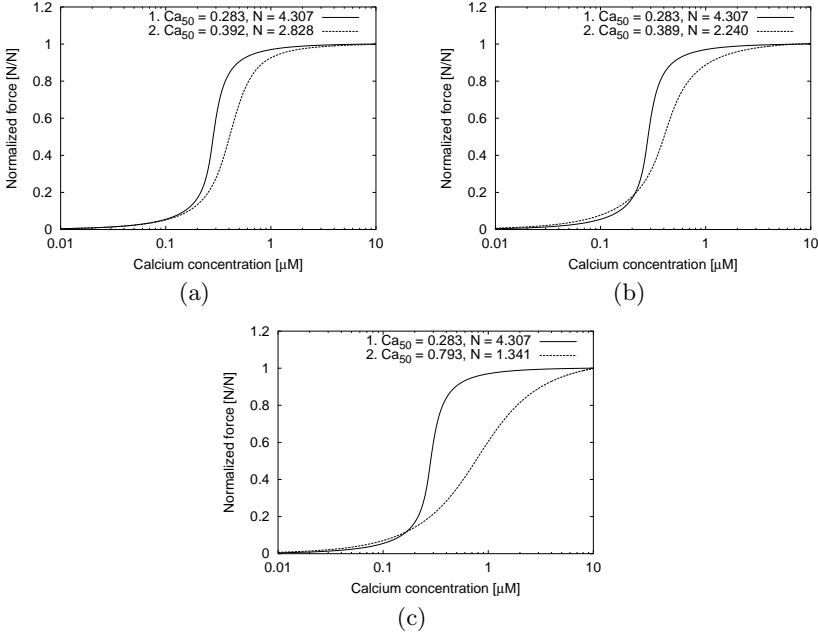 1. Ca50 = 0.283, N = 4.307
2. Ca50 = 0.392, N = 2.828
Normalized force [N/N]
1.2
1
0.8
0.6
0.4
0.2
0
0.01
0.1
1
10
Calcium concentration [μM]
(a)
1. Ca50 = 0.283, N = 4.307
2. Ca50 = 0.389, N = 2.240
Normalized force [N/N]
1.2
1
0.8
0.6
0.4
0.2
0
0.01
0.1
1
10
Calcium concentration [μM]
(b)
1. Ca50 = 0.283, N = 4.307
2. Ca50 = 0.793, N = 1.341
Normalized force [N/N]
1.2
1
0.8
0.6
0.4
0.2
0
0.01
0.1
1
10
Calcium concentration [μM]
(c)